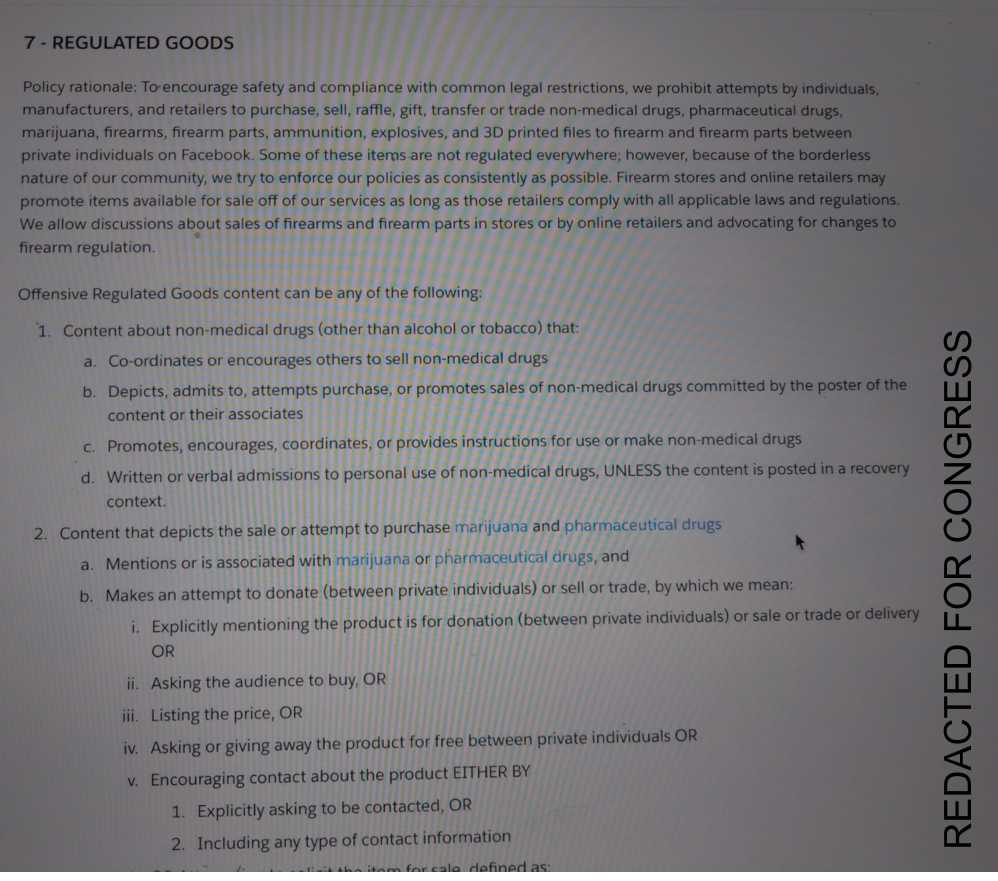 7 - REGULATED GOODS
Policy rationale: To encourage safety and compliance with common legal restrictions, we prohibit attempts by individuals,
manufacturers, and retailers to purchase, sell, raffle, gift, transfer or trade non-medical drugs, pharmaceutical drugs,
marijuana, firearms, firearm parts, ammunition, explosives, and 3D printed files to firearm and firearm parts between
private individuals on Facebook. Some of these items are not regulated everywhere; however, because of the borderless
nature of our community, we try to enforce our policies as consistently as possible. Firearm stores and online retailers may
promote items available for sale off of our services as long as those retailers comply with all applicable laws and regulations.
We allow discussions about sales of firearms and firearm parts in stores or by online retailers and advocating for changes to
firearm regulation.
Offensive Regulated Goods content can be any of the following:
1. Content about non-medical drugs (other than alcohol or tobacco) that:
a. Co-ordinates or encourages others to sell non-medical drugs
b. Depicts, admits to, attempts purchase, or promotes sales of non-medical drugs committed by the poster of the
content or their associates
c. Promotes, encourages, coordinates, or provides instructions for use or make non-medical drugs
d. Written or verbal admissions to personal use of non-medical drugs, UNLESS the content is posted in a recovery
context.
2. Content that depicts the sale or attempt to purchase marijuana and pharmaceutical drugs
a. Mentions or is associated with marijuana or pharmaceutical drugs, and
b. Makes an attempt to donate (between private individuals) or sell or trade, by which we mean:
i. Explicitly mentioning the product is for donation (between private individuals) or sale or trade or delivery
OR
ii. Asking the audience to buy, OR
iii. Listing the price, OR
iv. Asking or giving away the product for free between private individuals OR
v. Encouraging contact about the product EITHER BY
1. Explicitly asking to be contacted, OR
2. Including any type of contact information
the item for sale, defined as:
REDACTED FOR CONGRESS